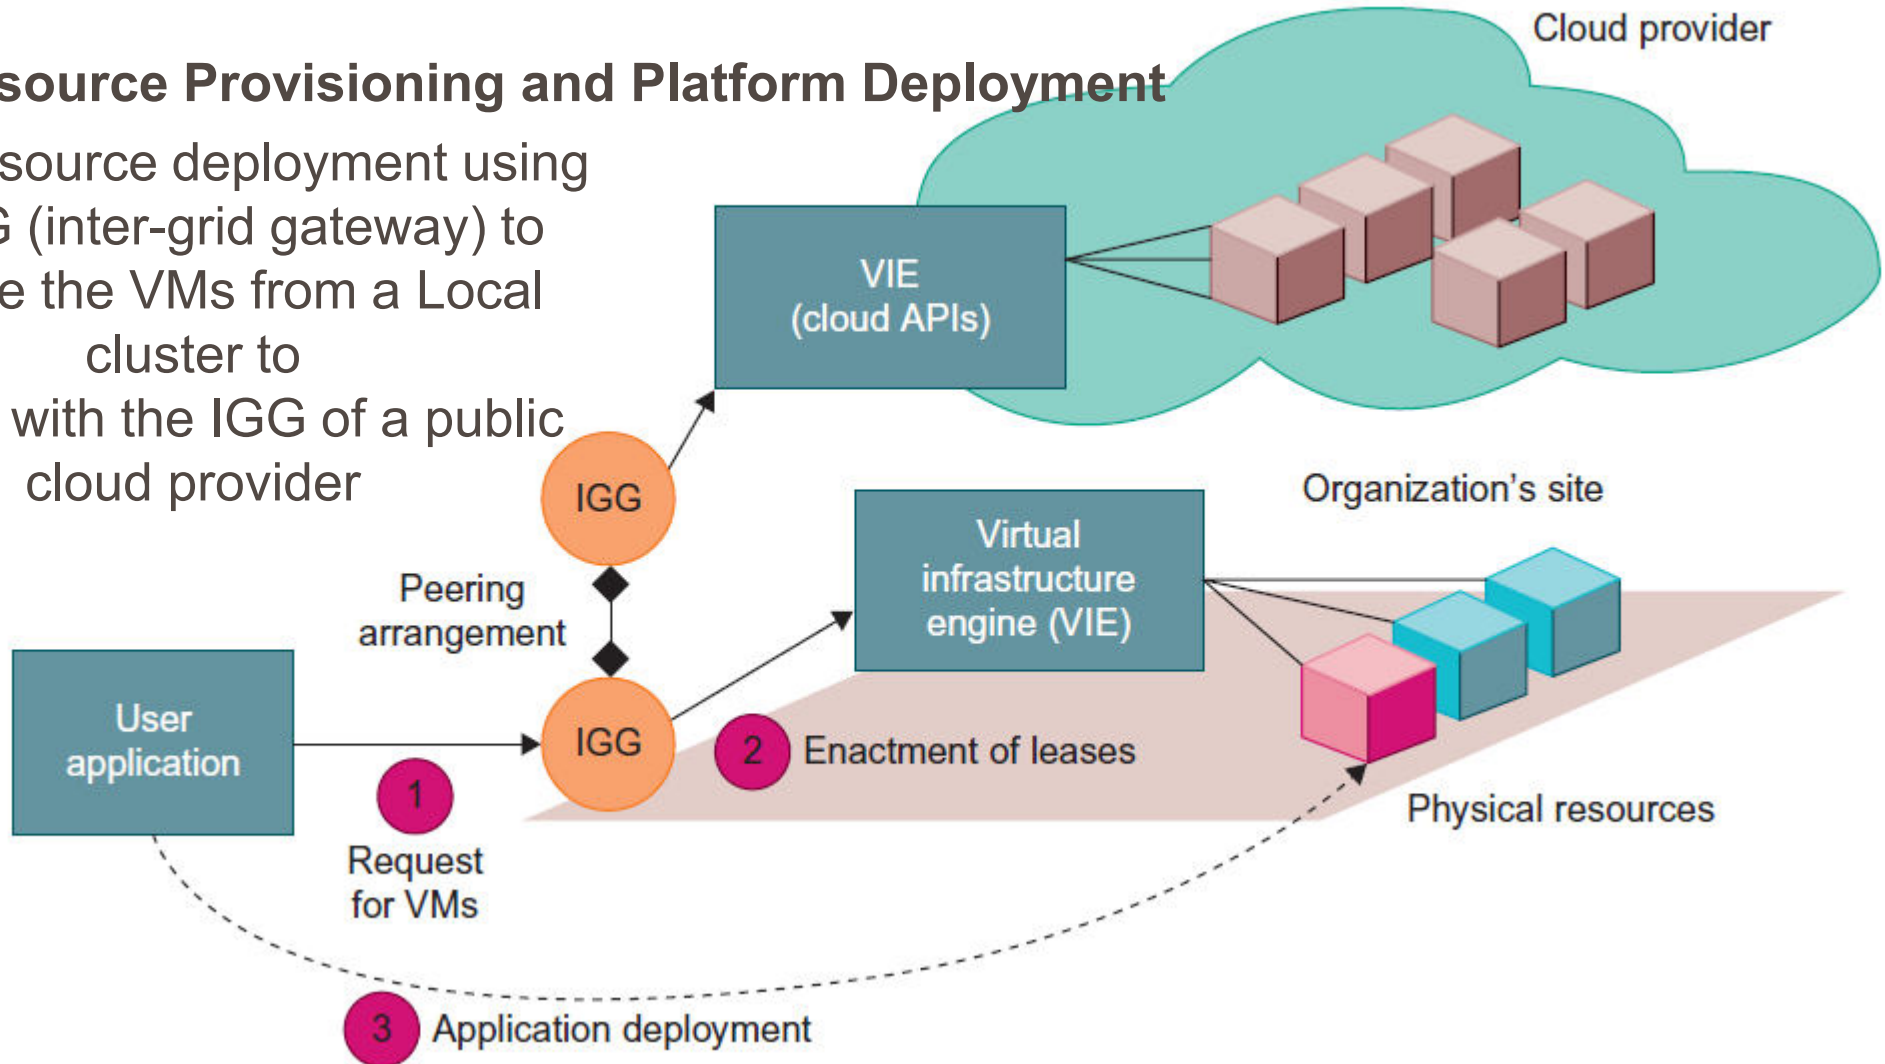 Cloud provider
source Provisioning and Platform Deployment
source deployment using
G (inter-grid gateway) to
e the VMs from a Local
cluster to
with the IGG of a public
cloud provider
VIE
(cloud APIs)
IGG
Organization's site
Virtual
infrastructure
engine (VIE)
Peering
arrangement
User
application
IGG
2 Enactment of leases
1
Physical resources
Request
for VMs
3 Application deployment